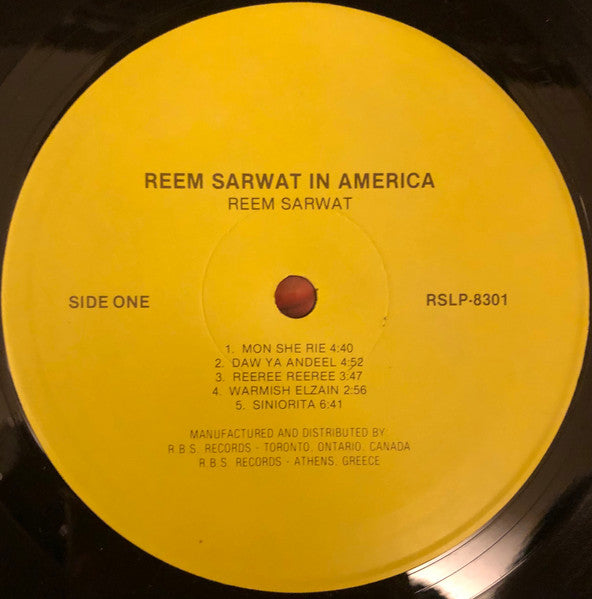 REEM SARWAT IN AMERICA
REEM SARWAT
SIDE ONE
RSLP-8301
1. MON SHE RIE 4:40
2. DAW YA ANDEEL 4:52
3. REEREE REEREE 3:47
4. WARMISH ELZAIN 2:56
5. SINIORITA 6:41
MANUFACTURED AND DISTRIBUTED BY:
R.B.S. RECORDS - TORONTO, ONTARIO, CANADA
R.B.S. RECORDS - ATHENS, GREECE